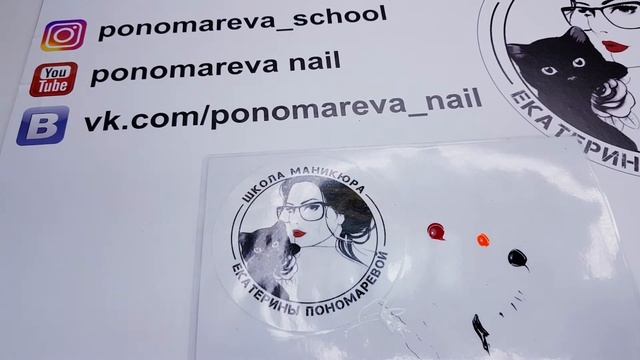 ponomareva_school
You
Tube
ponomareva nail
B
vk.com/ponomareva_nail
ЕКАТЕРИН
ШКОЛА МАНИКЮРА
ЕКАТЕРИНЫ ПОНОМАРЕВОЙ